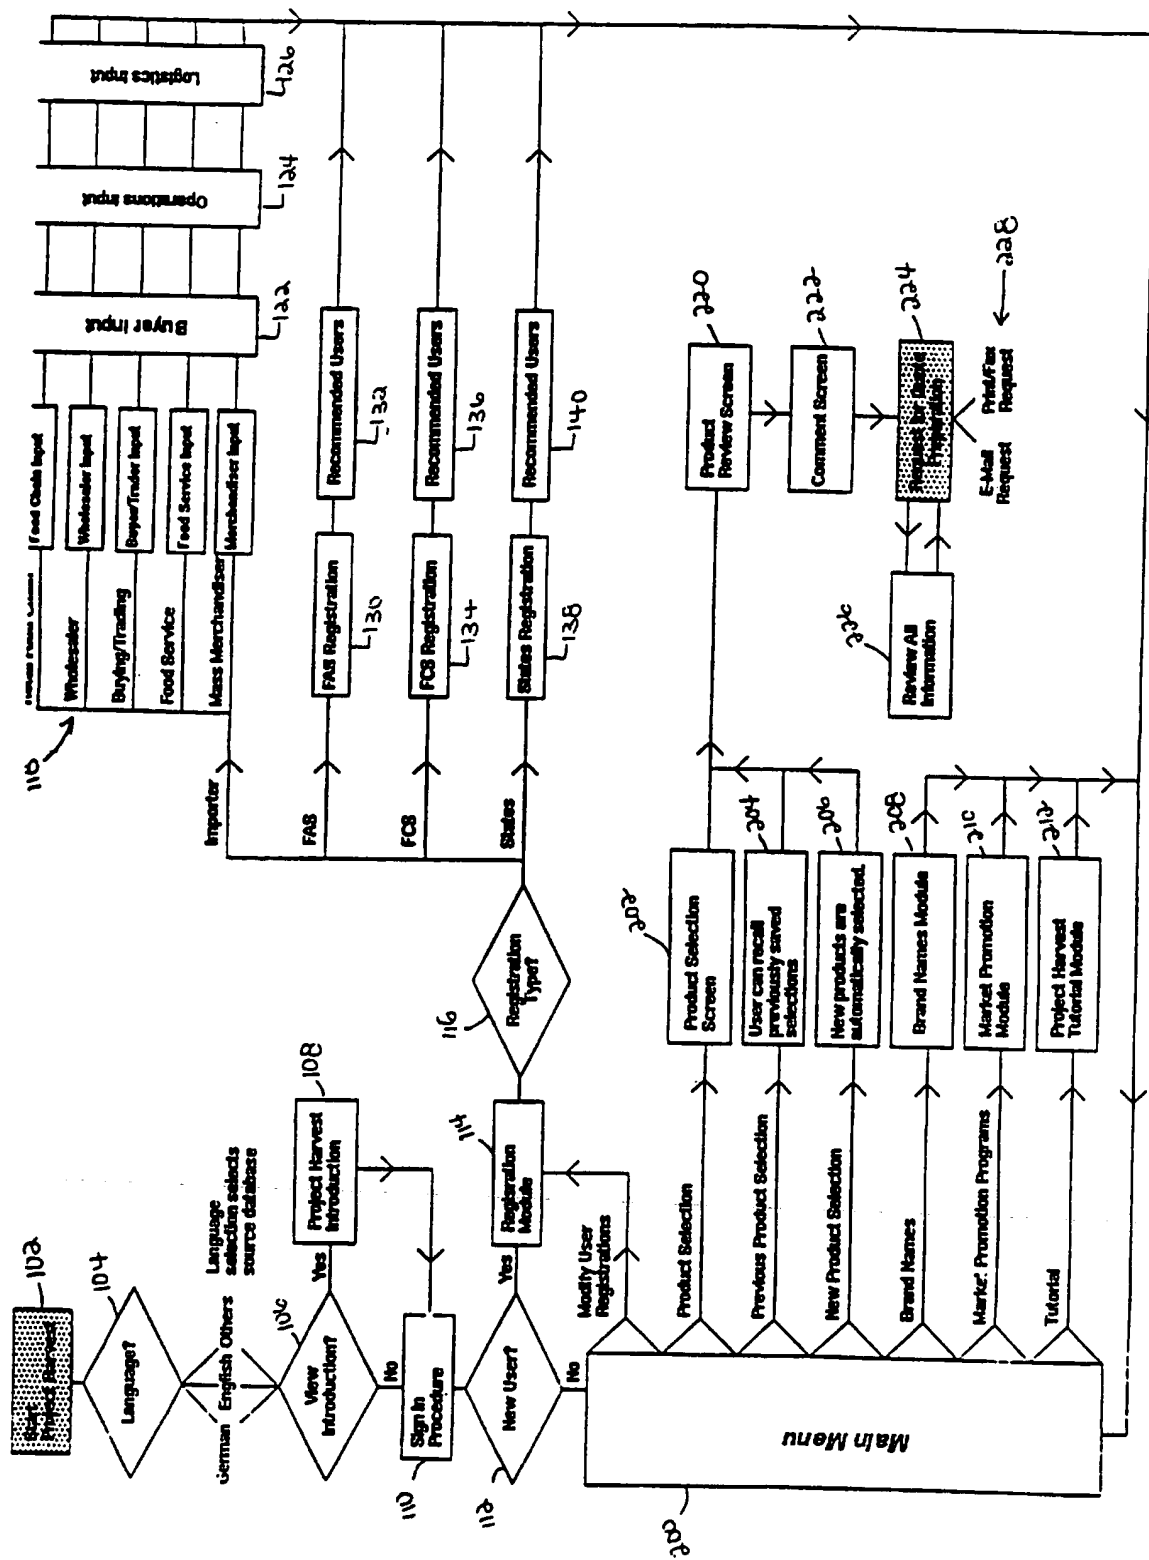 Start
Project Harvest
102
Language?
104
German
English
Others
Language
selection selects
source database
View
Introduction?
106
Yes
No
Project Harvest
Introduction
108
Sign In
Procedure
110
New User?
112
Yes
No
Registration
Module
114
Registration
Type?
116
Importer
FAS
FCS
States
118
Wholesaler
Buying/Trading
Food Service
Mass Merchandiser
Food Chain Input
Wholesaler Input
Buyer/Trader Input
Food Service Input
Merchandiser Input
Buyer Input
122
Operations Input
124
Logistics Input
126
FAS Registration
130
Recommended Users
132
FCS Registration
134
Recommended Users
136
States Registration
138
Recommended Users
140
Main Menu
200
Modify User
Registrations
Product Selection
Previous Product Selection
New Product Selection
Brand Names
Market Promotion Programs
Tutorial
Product Selection
Screen
202
User can recall
previously saved
selections
204
New products are
automatically selected.
206
Brand Names Module
208
Market Promotion
Module
210
Project Harvest
Tutorial Module
212
Product
Review Screen
220
Comment Screen
222
Request for Quote
Preparation
224
Review All
Information
226
E-Mail
Request
Print/Fax
Request
228